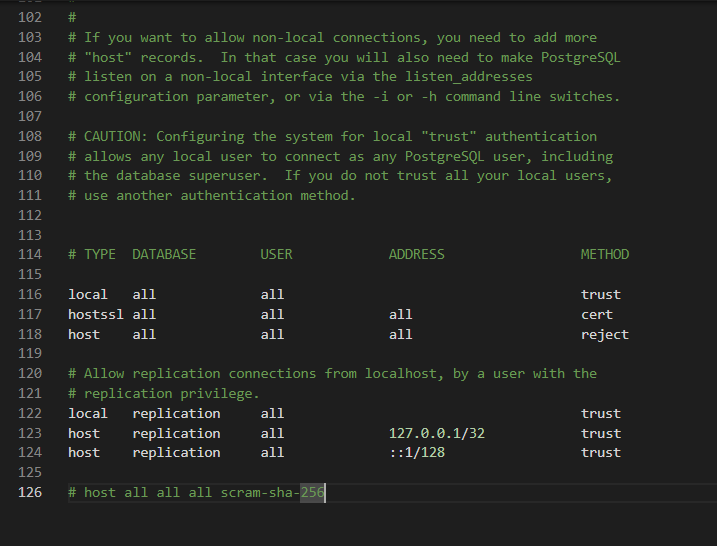 102 #
103 # If you want to allow non-local connections, you need to add more
104 # "host" records.  In that case you will also need to make PostgreSQL
105 # listen on a non-local interface via the listen_addresses
106 # configuration parameter, or via the -i or -h command line switches.
107
108 # CAUTION: Configuring the system for local "trust" authentication
109 # allows any local user to connect as any PostgreSQL user, including
110 # the database superuser.  If you do not trust all your local users,
111 # use another authentication method.
112
113
114 # TYPE  DATABASE        USER            ADDRESS                 METHOD
115
116 local   all             all                                     trust
117 hostssl all             all             all                     cert
118 host    all             all             all                     reject
119
120 # Allow replication connections from localhost, by a user with the
121 # replication privilege.
122 local   replication     all                                     trust
123 host    replication     all             127.0.0.1/32            trust
124 host    replication     all             ::1/128                 trust
125
126 # host all all all scram-sha-256